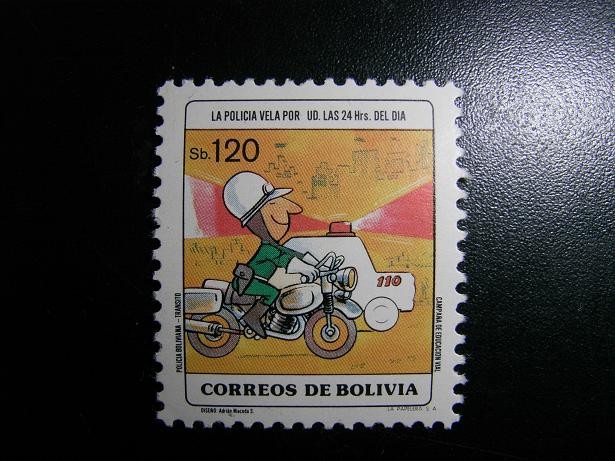 LA POLICIA VELA POR UD. LAS 24 Hrs. DEL DIA
Sb. 120
110
POLICIA BOLIVIANA - TRANSITO
CAMPAÑA DE EDUCACION VIAL
CORREOS DE BOLIVIA
DISEÑO: Adrián Maceda S.
LA PAPELERA S. A